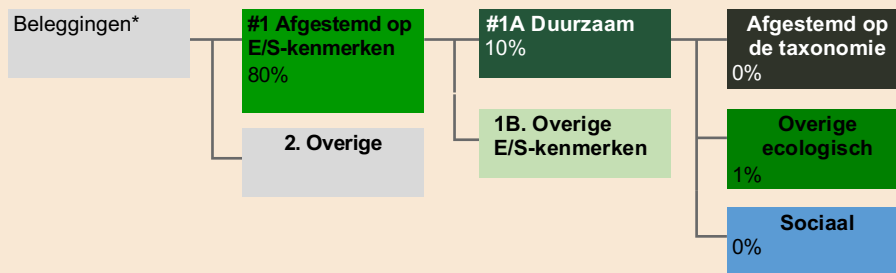 Beleggingen*
#1 Afgestemd op
E/S-kenmerken
80%
2. Overige
#1A Duurzaam
10%
1B. Overige
E/S-kenmerken
Afgestemd op
de taxonomie
0%
Overige
ecologisch
1%
Sociaal
0%